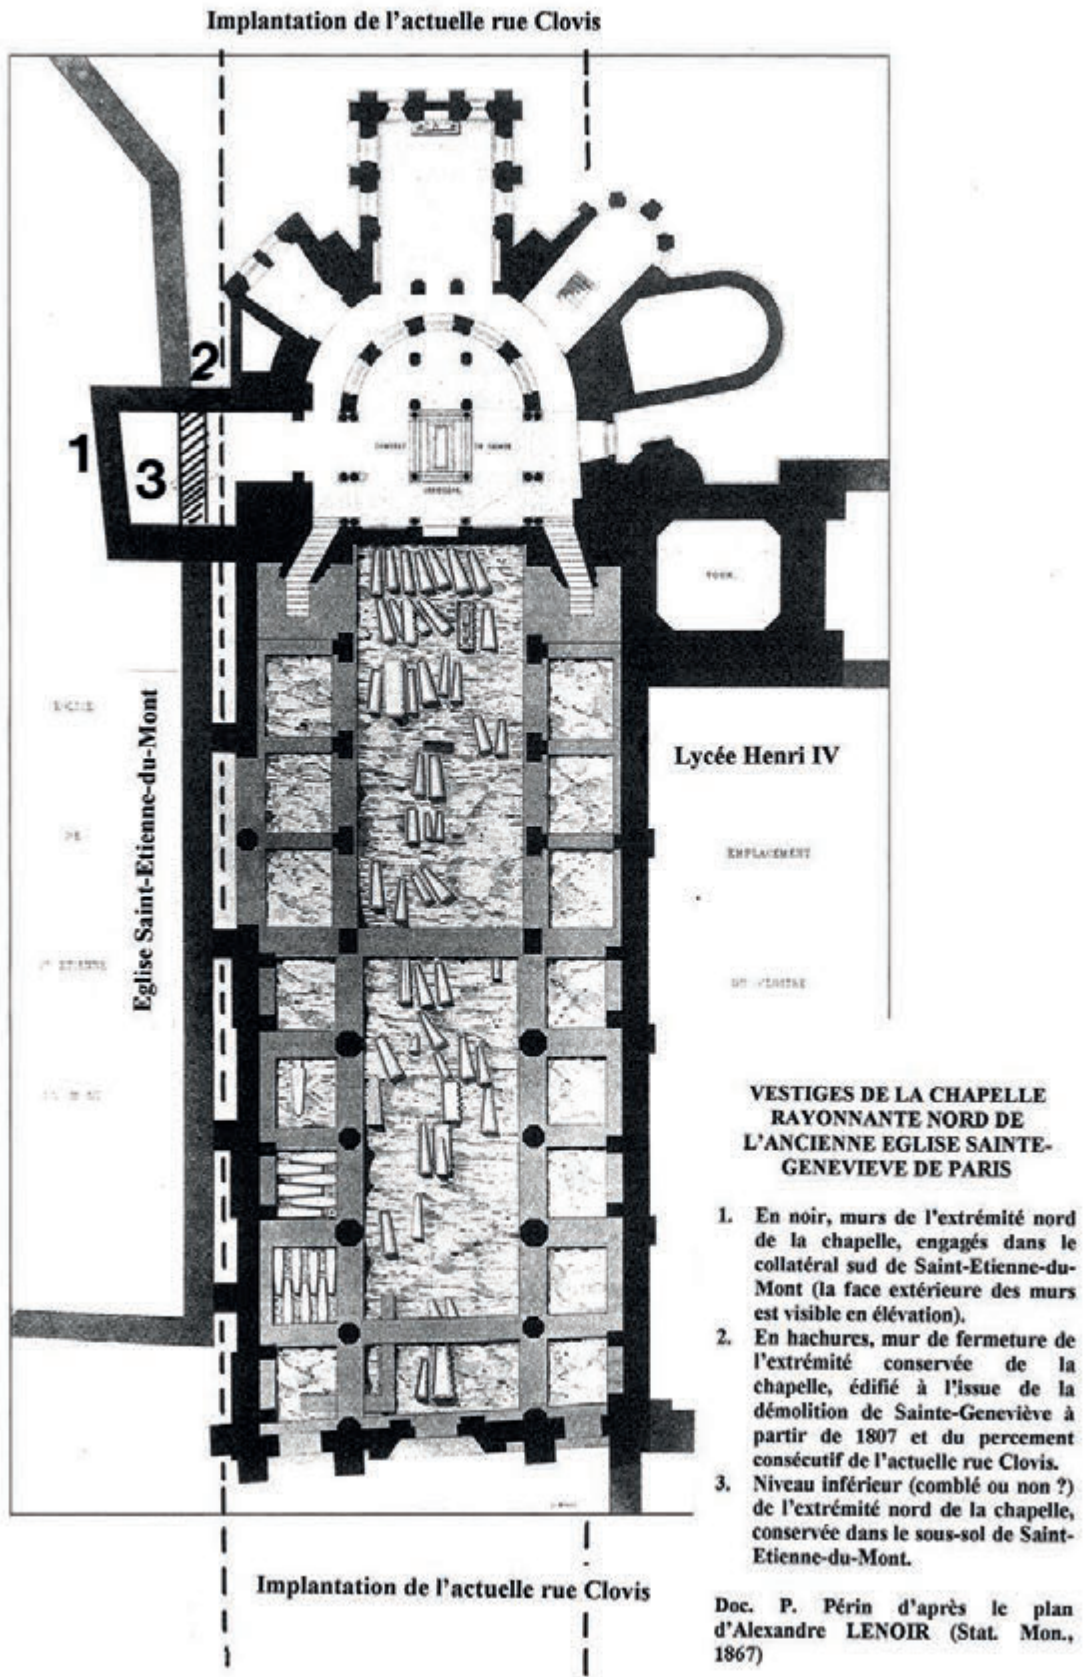 Implantation de l'actuelle rue Clovis
2
1
3
TOUR.
Eglise Saint-Etienne-du-Mont
DE
Lycée Henri IV
EMPLACEMENT
VESTIGES DE LA CHAPELLE
RAYONNANTE NORD DE
L'ANCIENNE EGLISE SAINTE-
GENEVIEVE DE PARIS
1. En noir, murs de l'extrémité nord
de la chapelle, engagés dans le
collatéral sud de Saint-Etienne-du-
Mont (la face extérieure des murs
est visible en élévation).
2. En hachures, mur de fermeture de
l'extrémité conservée de la
chapelle, édifié à l'issue de la
démolition de Sainte-Geneviève à
partir de 1807 et du percement
consécutif de l'actuelle rue Clovis.
3. Niveau inférieur (comblé ou non ?)
de l'extrémité nord de la chapelle,
conservée dans le sous-sol de Saint-
Etienne-du-Mont.
Implantation de l'actuelle rue Clovis
Doc. P. Périn d'après le plan
d'Alexandre LENOIR (Stat. Mon.,
1867)